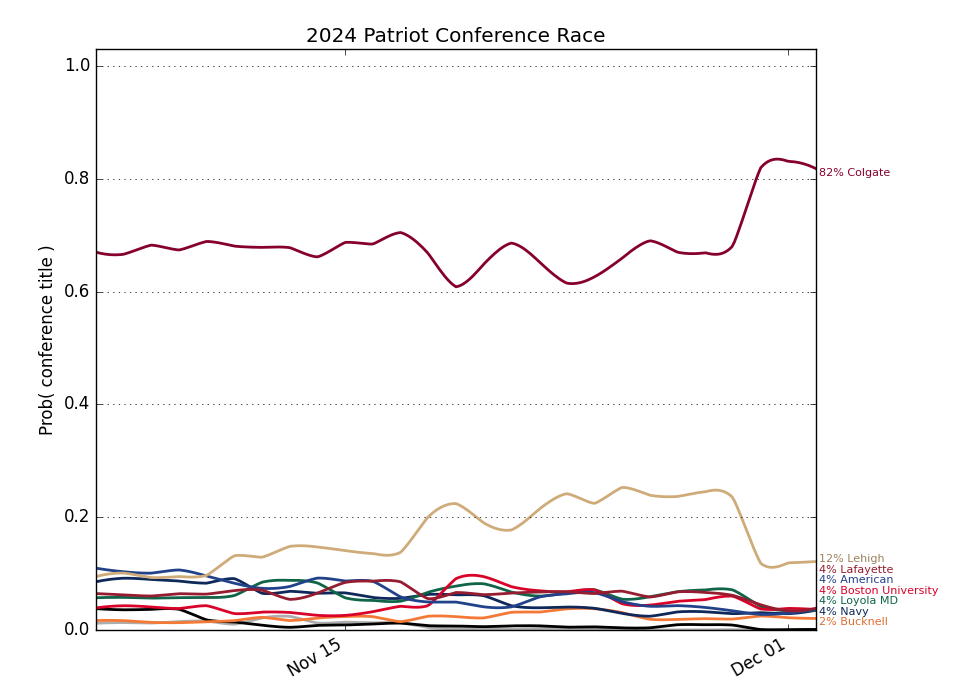 2024 Patriot Conference Race
Prob( conference title )
1.0
0.8
0.6
0.4
0.2
0.0
Nov 15
Dec 01
82% Colgate
12% Lehigh
4% Lafayette
4% American
4% Boston University
4% Loyola MD
4% Navy
2% Bucknell